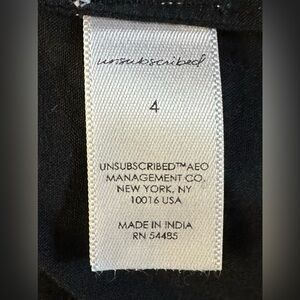 unsubscribed
4
UNSUBSCRIBED™AEO
MANAGEMENT CO.
NEW YORK, NY
10016 USA
MADE IN INDIA
RN 54485